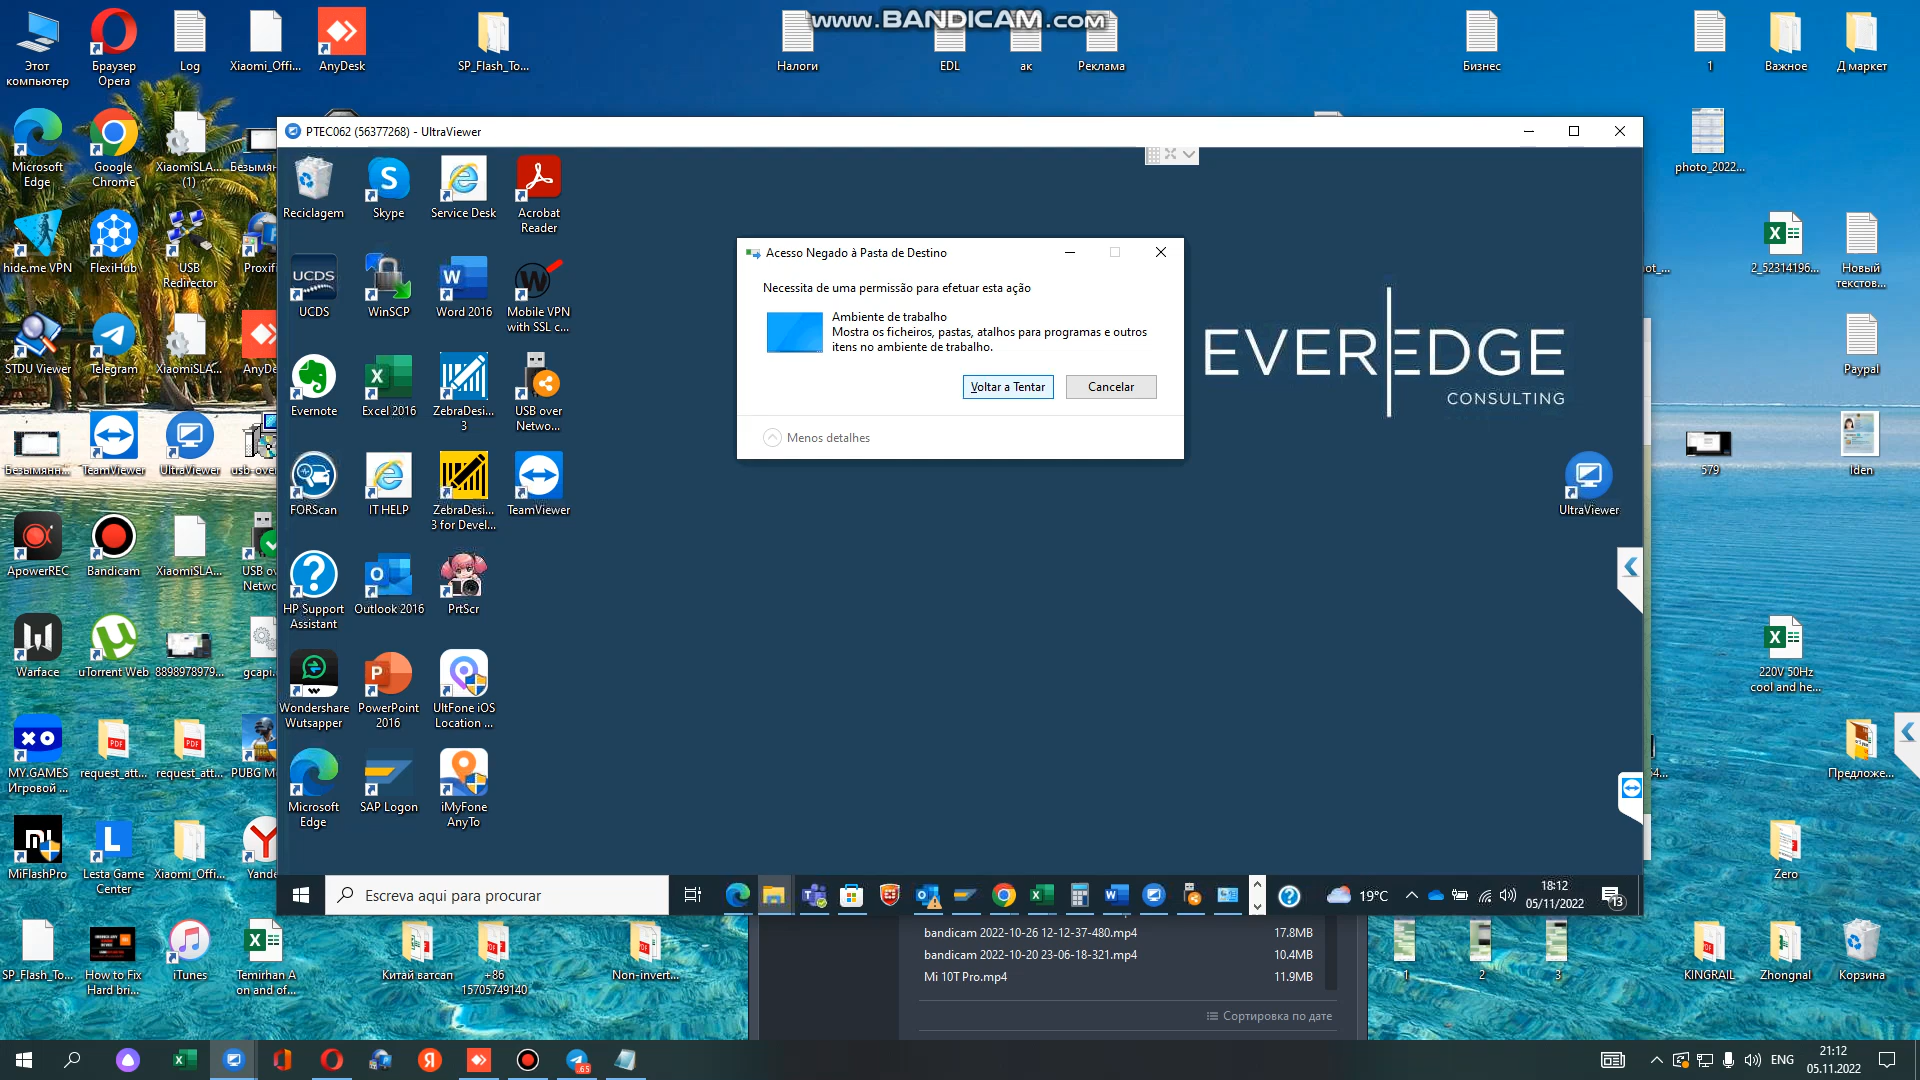 www.BANDICAM.com
Этот
компьютер
Браузер
Opera
Log
Xiaomi_Offi...
AnyDesk
SP_Flash_To...
Налоги
EDL
ак
Реклама
Бизнес
1
Важное
Д маркет
Microsoft
Edge
Google
Chrome
XiaomiSLA...
(1)
photo_2022...
hide.me VPN
FlexiHub
USB
Redirector
2_52314196...
Новый
текстов...
STDU Viewer
Telegram
XiaomiSLA...
Paypal
TeamViewer
UltraViewer
579
Iden
ApowerREC
Bandicam
XiaomiSLA...
Warface
uTorrent Web
8898978979...
220V 50Hz
cool and he...
MY.GAMES
Игровой ...
request_att...
request_att...
PUBG M
Предложе...
MiFlashPro
Lesta Game
Center
Xiaomi_Offi...
Zero
SP_Flash_To...
How to Fix
Hard bri...
iTunes
Temirhan A
on and of...
Китай ватсап
+86
15705749140
Non-invert...
1
2
3
KINGRAIL
Zhongnal
Корзина
PTEC062 (56377268) - UltraViewer
Reciclagem
Skype
Service Desk
Acrobat
Reader
UCDS
UCDS
WinSCP
Word 2016
Mobile VPN
with SSL c...
Evernote
Excel 2016
ZebraDesi...
3
USB over
Netwo...
FORScan
IT HELP
ZebraDesi...
3 for Devel...
TeamViewer
HP Support
Assistant
Outlook 2016
PrtScr
Wondershare
Wutsapper
PowerPoint
2016
UltFone iOS
Location ...
Microsoft
Edge
SAP Logon
iMyFone
AnyTo
Acesso Negado à Pasta de Destino
Necessita de uma permissão para efetuar esta ação
Ambiente de trabalho
Mostra os ficheiros, pastas, atalhos para programas e outros
itens no ambiente de trabalho.
Voltar a Tentar
Cancelar
Menos detalhes
EVEREDGE
CONSULTING
UltraViewer
Escreva aqui para procurar
19°C
18:12
05/11/2022
13
bandicam 2022-10-26 12-12-37-480.mp4 17.8MB
bandicam 2022-10-20 23-06-18-321.mp4 10.4MB
Mi 10T Pro.mp4 11.9MB
Сортировка по дате
ENG
21:12
05.11.2022